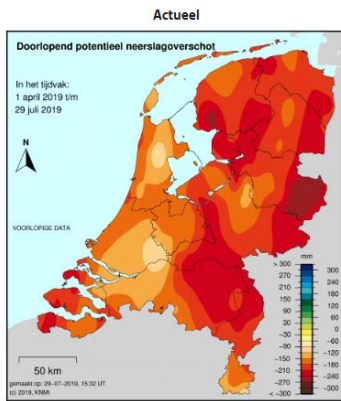 Actueel
Doorlopend potentieel neerslagoverschot
In het tijdvak:
1 april 2019 t/m
29 juli 2019
N
VOORLOPIGE DATA
mm
> 300
300
270
240
210
180
150
120
90
60
30
0
−30
−60
−90
−120
−150
−180
−210
−240
−270
−300
< −300
50 km
gemaakt op: 29−07−2019, 15:32 UT
(c) 2019, KNMI